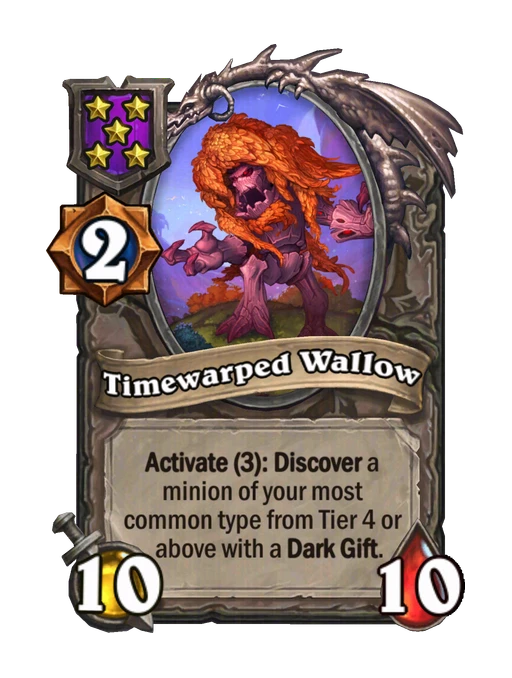 2
Timewarped Wallow
Activate (3): Discover a
minion of your most
common type from Tier 4 or
above with a Dark Gift.
10
10